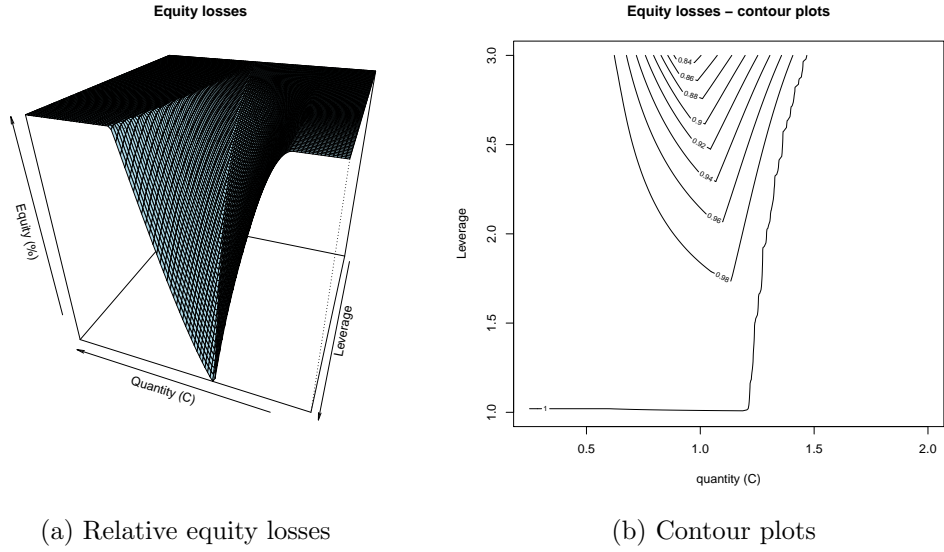 Equity losses
Equity (%)
Quantity (C)
Leverage
(a) Relative equity losses
Equity losses − contour plots
3.0
2.5
2.0
1.5
1.0
Leverage
0.84
0.86
0.88
0.9
0.92
0.94
0.96
0.98
1
0.5
1.0
1.5
2.0
quantity (C)
(b) Contour plots